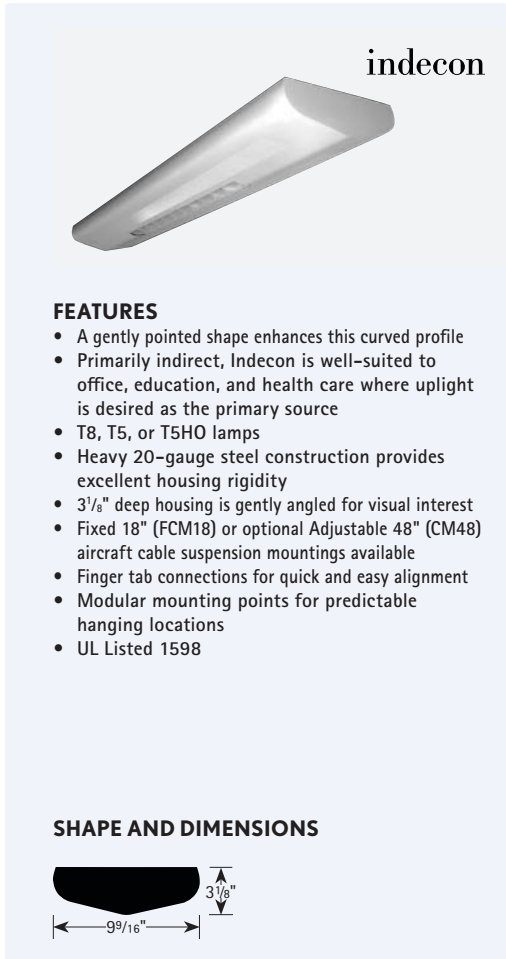 indecon
FEATURES
• A gently pointed shape enhances this curved profile
• Primarily indirect, Indecon is well-suited to
office, education, and health care where uplight
is desired as the primary source
• T8, T5, or T5HO lamps
• Heavy 20-gauge steel construction provides
excellent housing rigidity
• 3¹/₈" deep housing is gently angled for visual interest
• Fixed 18" (FCM18) or optional Adjustable 48" (CM48)
aircraft cable suspension mountings available
• Finger tab connections for quick and easy alignment
• Modular mounting points for predictable
hanging locations
• UL Listed 1598
SHAPE AND DIMENSIONS
3¹/₈"
9⁹/₁₆"